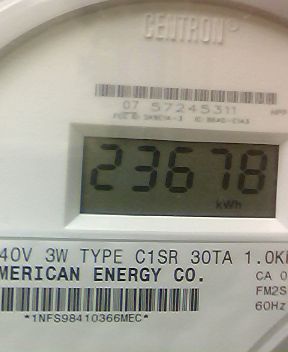 CENTRON®
07 57245311
23678
kWh
40V 3W TYPE C1SR 30TA 1.0K
MERICAN ENERGY CO.
CA 0
FM2S
60Hz
*1NFS98410366MEC*